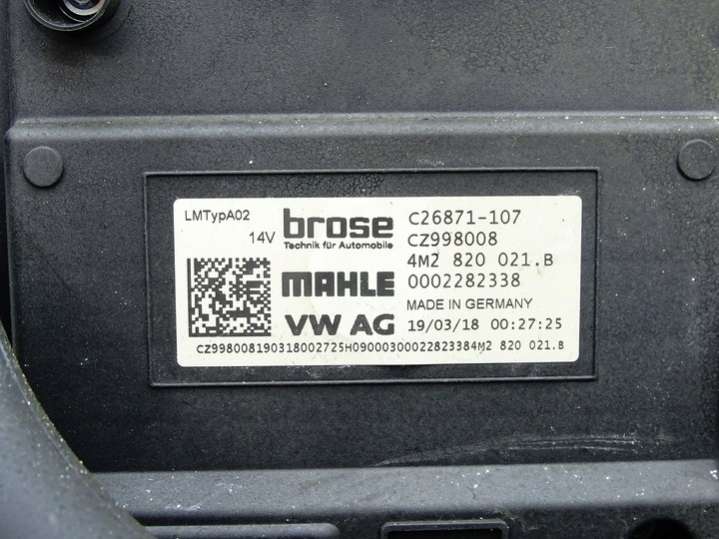 LMTypA02
14V
brose
Technik für Automobile
MAHLE
VW AG
C26871-107
CZ998008
4M2 820 021.B
0002282338
MADE IN GERMANY
19/03/18 00:27:25
CZ99800819031800272SH09000300022823384M2 820 021.B